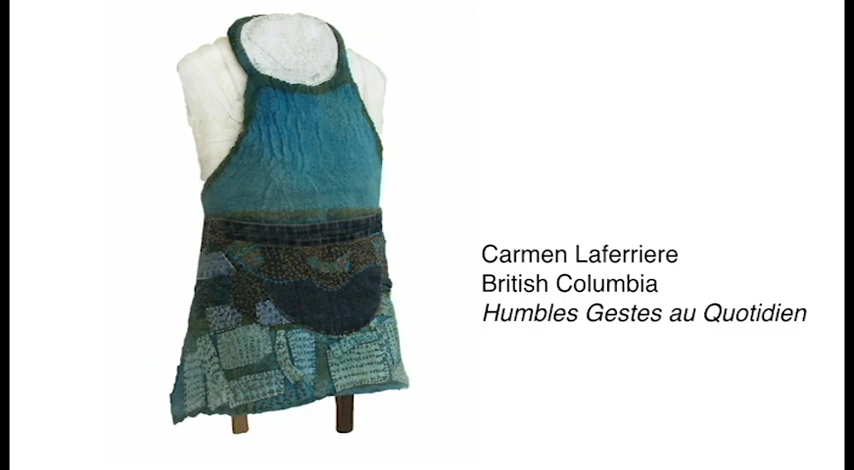 Carmen Laferriere
British Columbia
Humbles Gestes au Quotidien